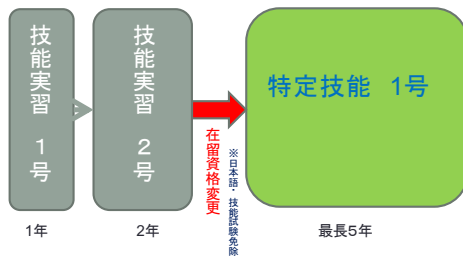 技能実習 1号
技能実習 2号
在留資格変更
※日本語・技能試験免除
特定技能 1号
1年
2年
最長5年